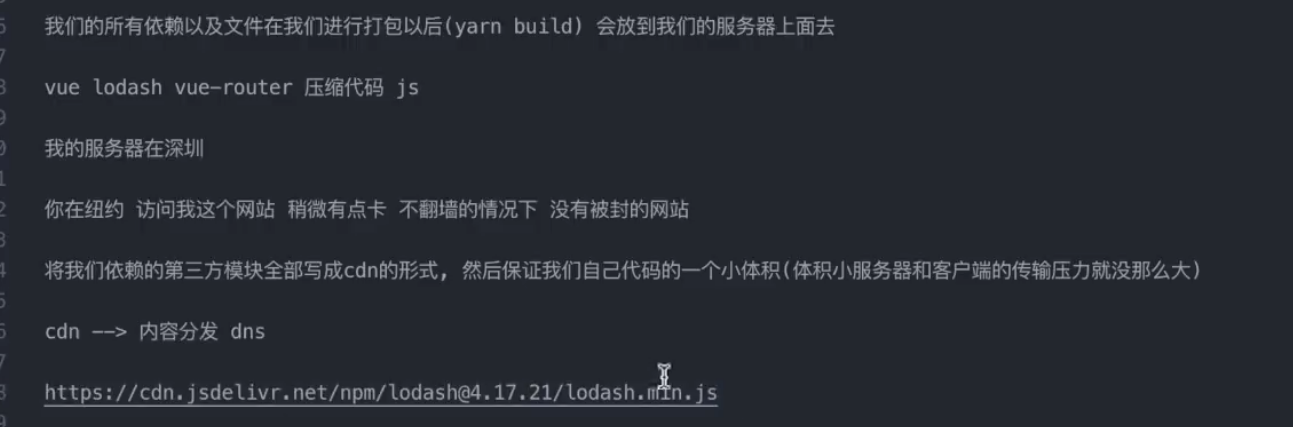 我们的所有依赖以及文件在我们进行打包以后(yarn build) 会放到我们的服务器上面去
vue lodash vue-router 压缩代码 js
我的服务器在深圳
你在纽约 访问我这个网站 稍微有点卡 不翻墙的情况下 没有被封的网站
将我们依赖的第三方模块全部写成cdn的形式, 然后保证我们自己代码的一个小体积(体积小服务器和客户端的传输压力就没那么大)
cdn --> 内容分发 dns
https://cdn.jsdelivr.net/npm/lodash@4.17.21/lodash.min.js